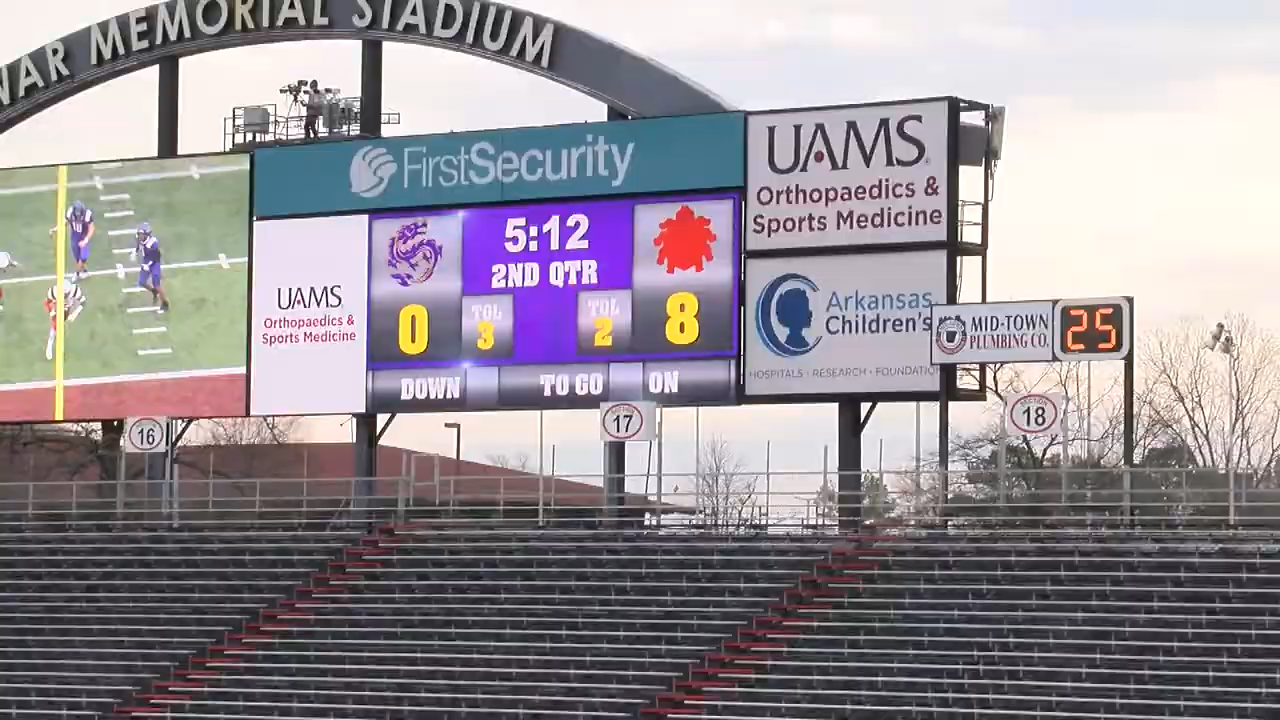 NAR MEMORIAL STADIUM
FirstSecurity
UAMS
Orthopaedics &
Sports Medicine
UAMS
Orthopaedics &
Sports Medicine
5:12
2ND QTR
0
TOL
3
TOL
2
8
DOWN
TO GO
ON
Arkansas
Children's
HOSPITALS • RESEARCH • FOUNDATIO
MID-TOWN
PLUMBING CO.
25
16
17
18